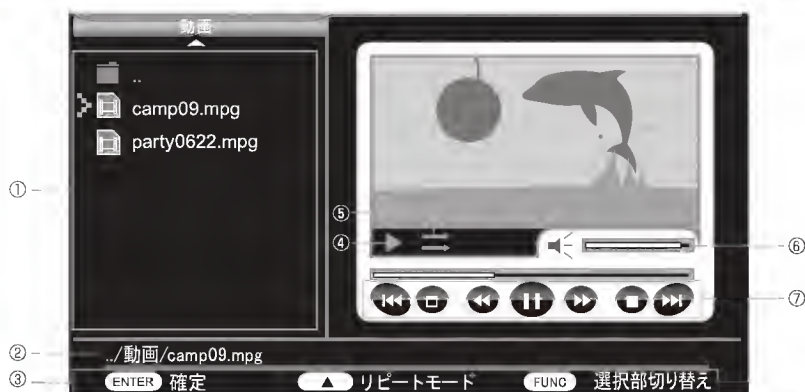 動画
..
camp09.mpg
party0622.mpg
①
⑤
④
⑥
⑦
②
../動画/camp09.mpg
③
ENTER 確定 ▲ リピートモード FUNC 選択部切り替え